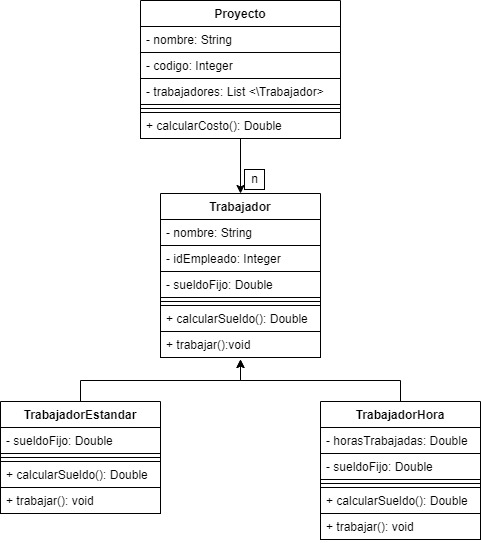 Proyecto
- nombre: String
- codigo: Integer
- trabajadores: List <\Trabajador>
+ calcularCosto(): Double
n
Trabajador
- nombre: String
- idEmpleado: Integer
- sueldoFijo: Double
+ calcularSueldo(): Double
+ trabajar():void
TrabajadorEstandar
- sueldoFijo: Double
+ calcularSueldo(): Double
+ trabajar(): void
TrabajadorHora
- horasTrabajadas: Double
- sueldoFijo: Double
+ calcularSueldo(): Double
+ trabajar(): void